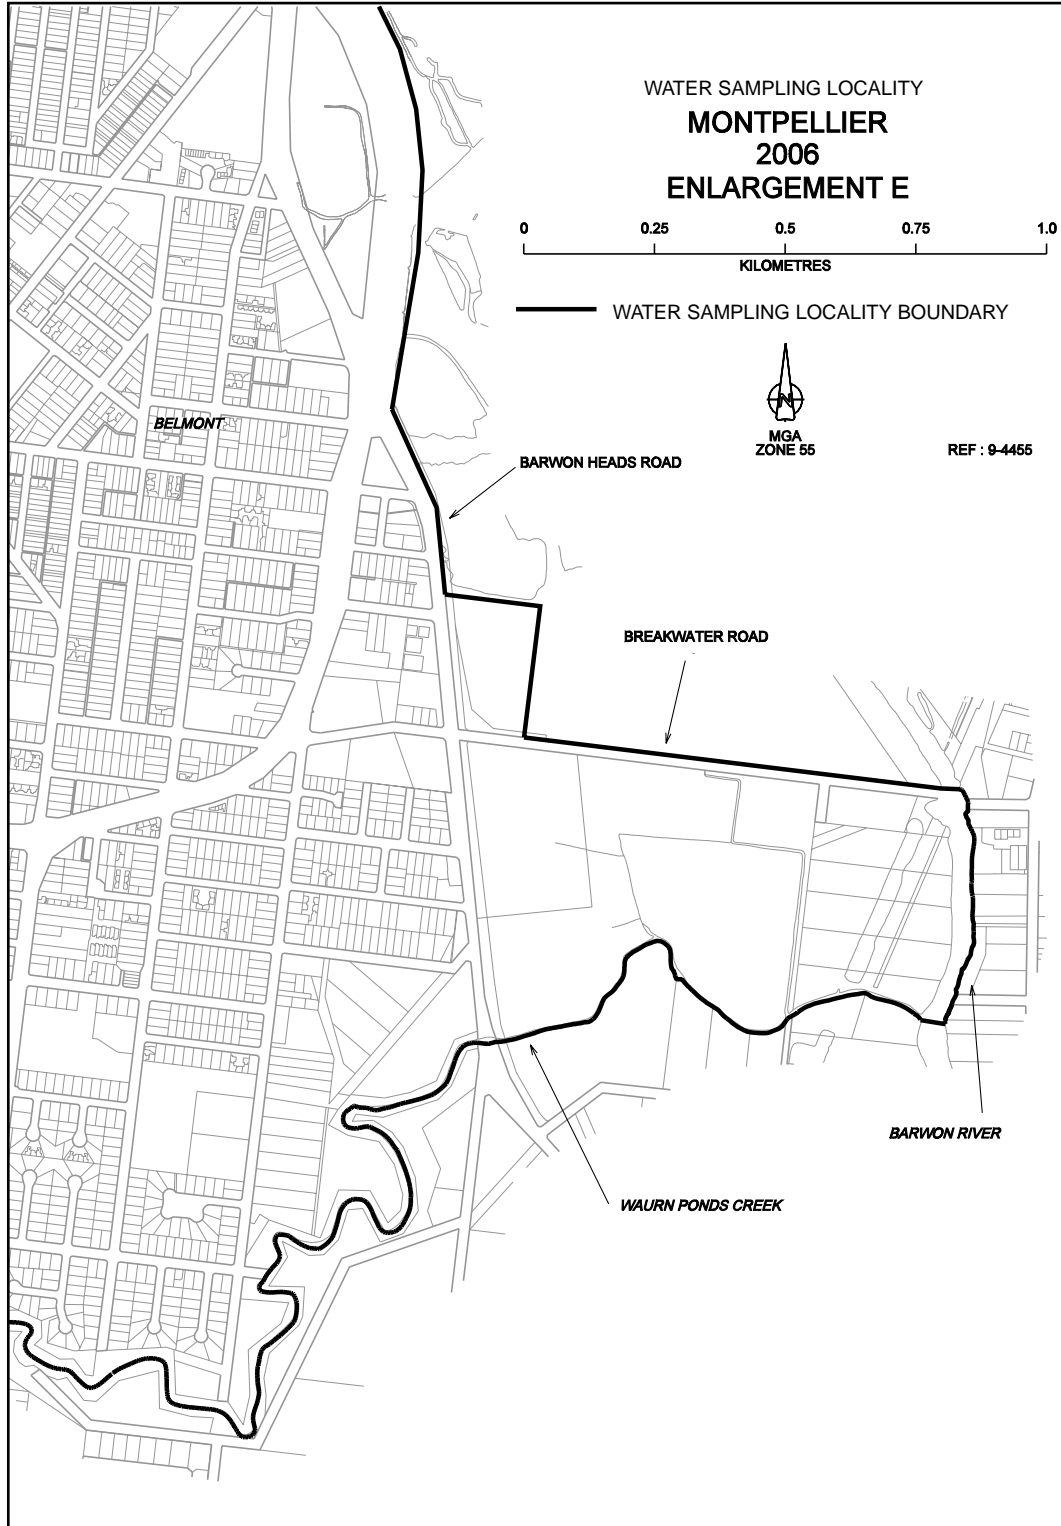 WATER SAMPLING LOCALITY
MONTPELLIER
2006
ENLARGEMENT E
0 0.25 0.5 0.75 1.0
KILOMETRES
WATER SAMPLING LOCALITY BOUNDARY
N
MGA
ZONE 55
REF : 9-4455
BELMONT
BARWON HEADS ROAD
BREAKWATER ROAD
BARWON RIVER
WAURN PONDS CREEK